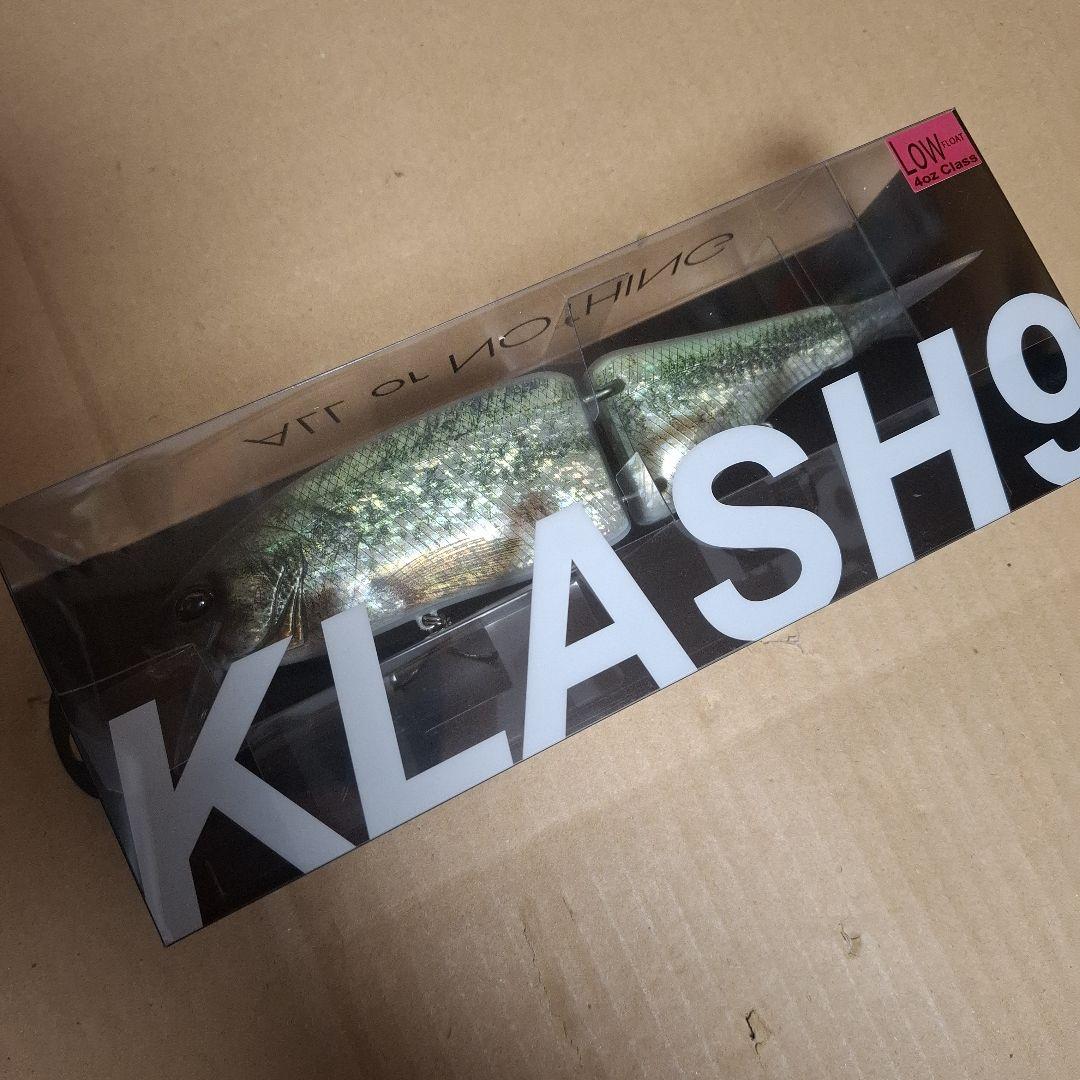 LOW FLOAT
4oz Class
ALL or NOtHING
KLASH9